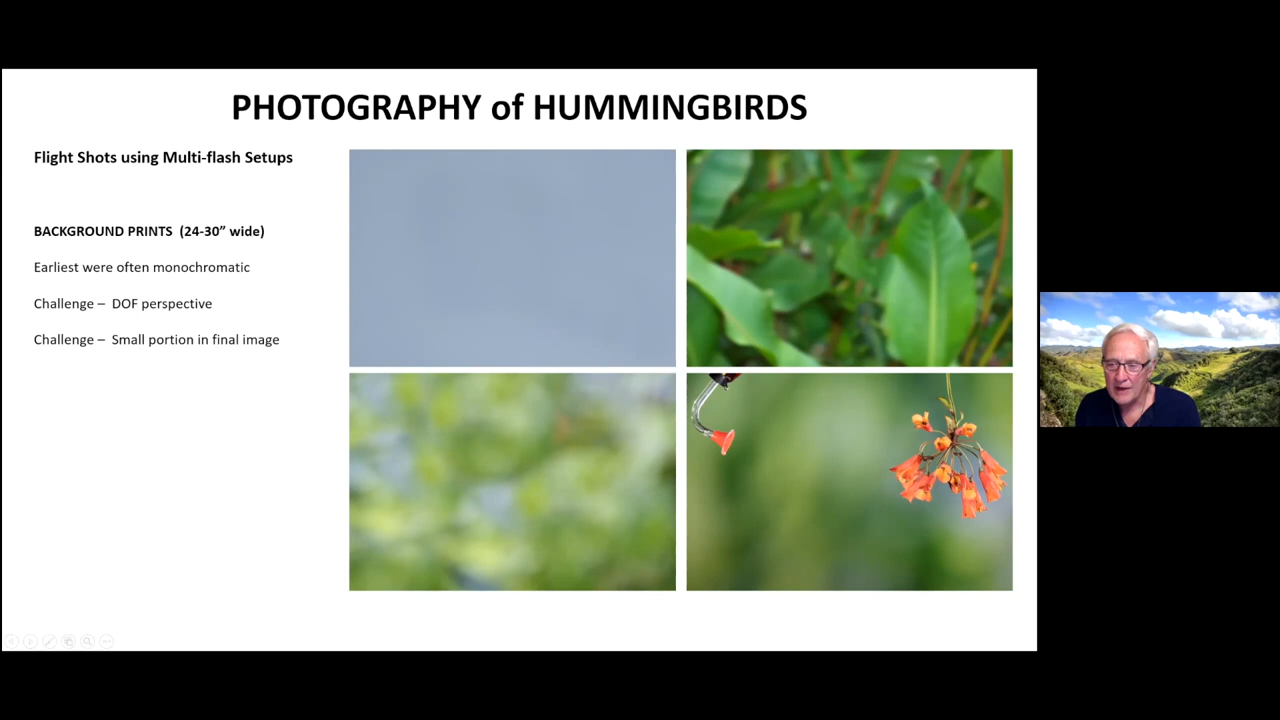 PHOTOGRAPHY of HUMMINGBIRDS
Flight Shots using Multi-flash Setups
BACKGROUND PRINTS  (24-30” wide)
Earliest were often monochromatic
Challenge –  DOF perspective
Challenge –  Small portion in final image